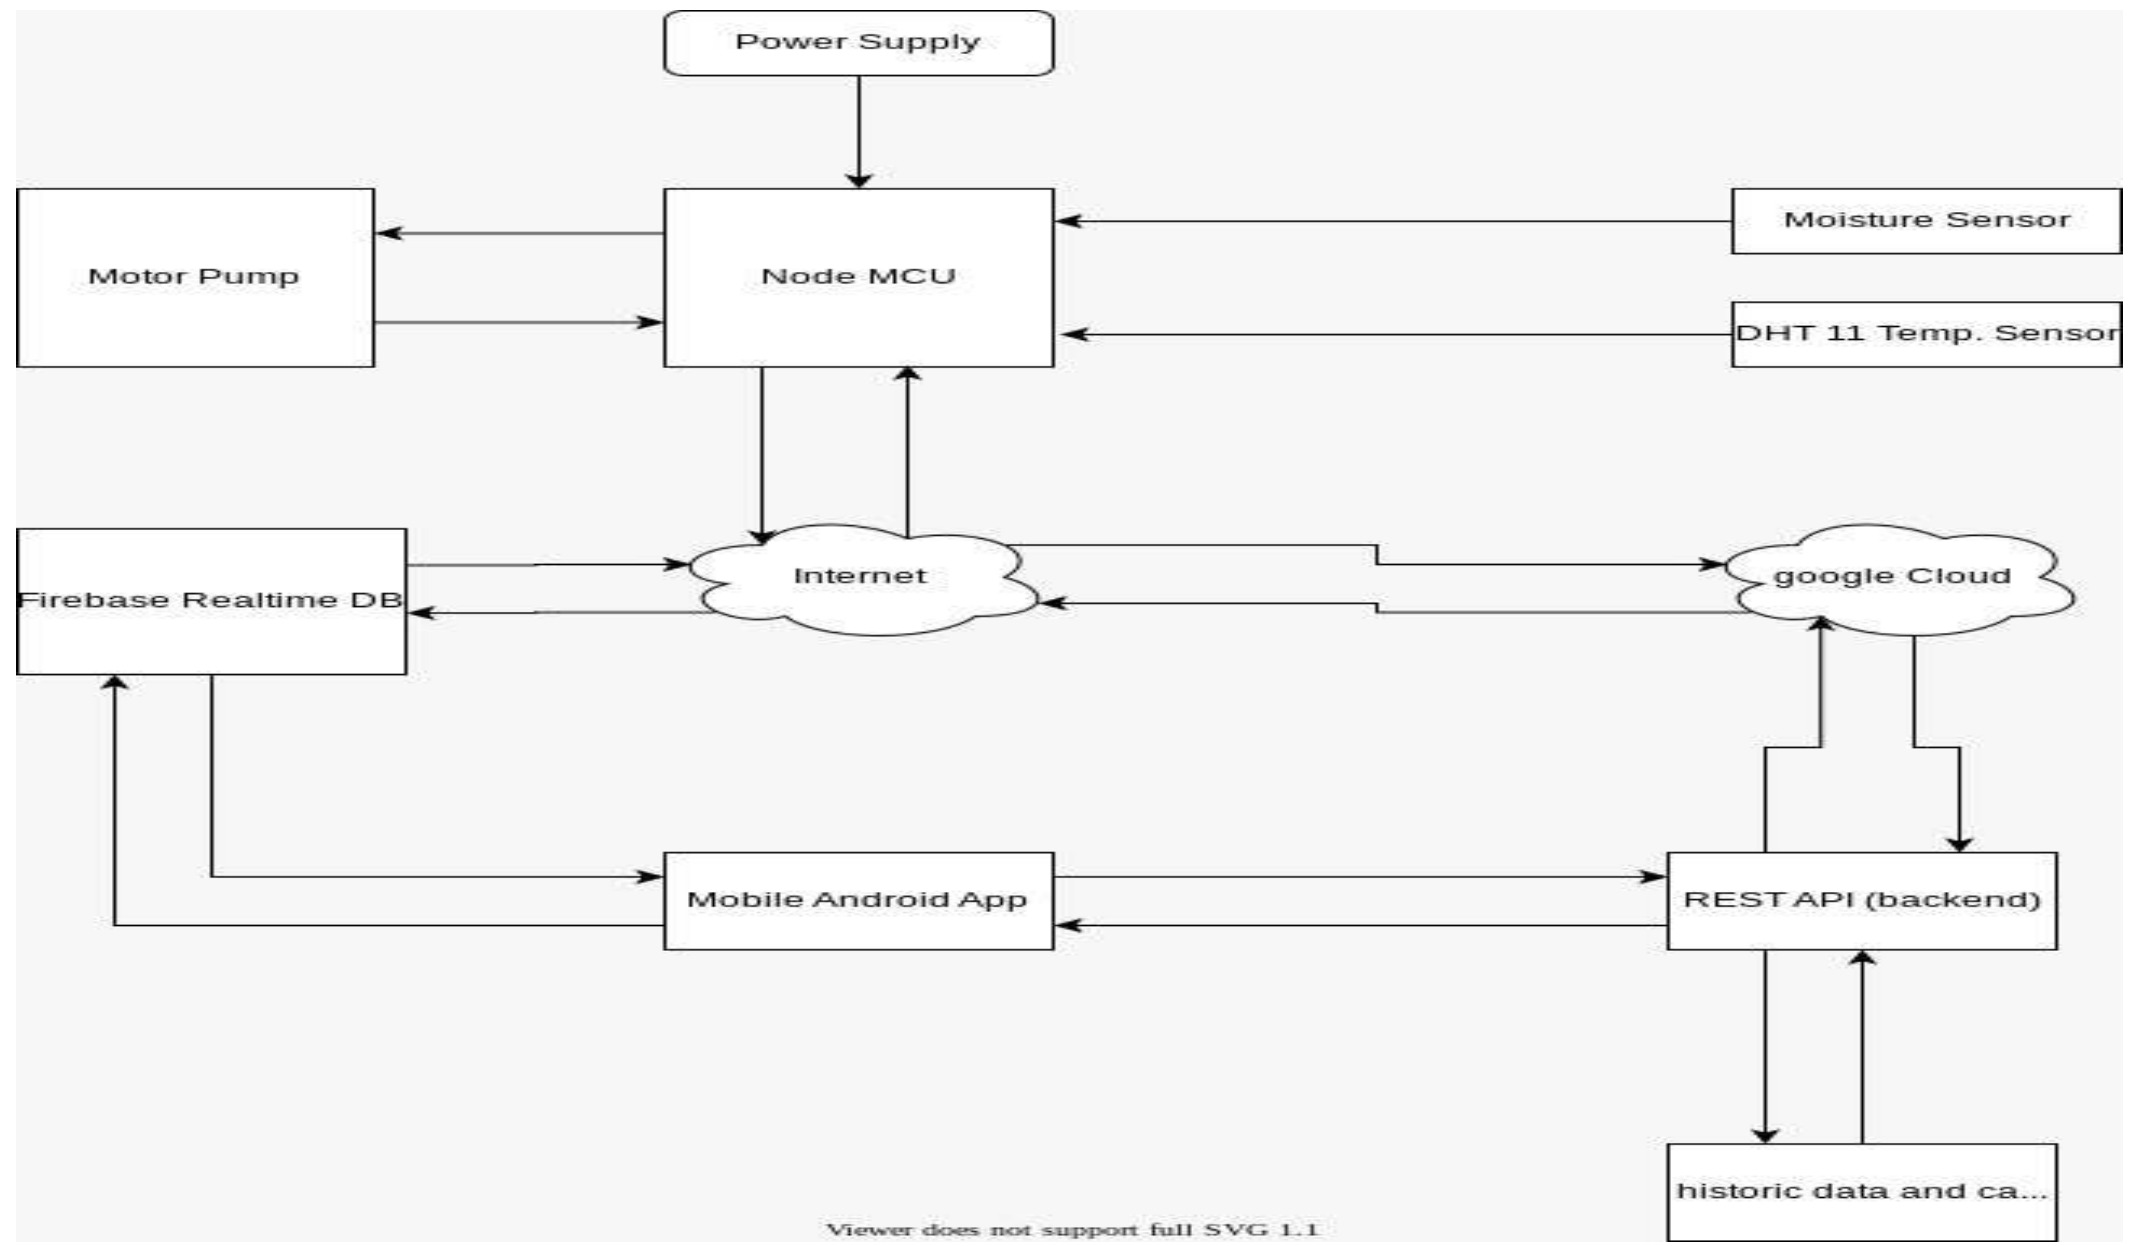 Power Supply
Motor Pump
Node MCU
Moisture Sensor
DHT 11 Temp. Sensor
Firebase Realtime DB
Internet
google Cloud
Mobile Android App
REST API (backend)
historic data and ca...
Viewer does not support full SVG 1.1